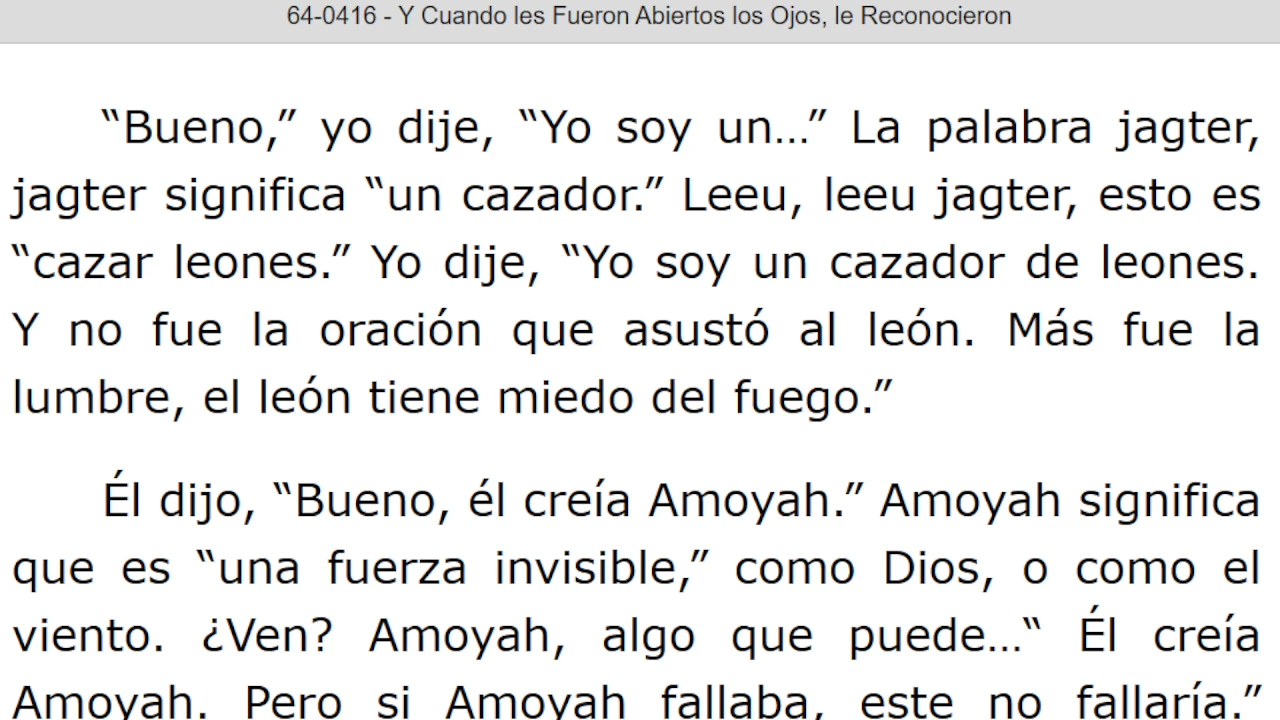 64-0416 - Y Cuando les Fueron Abiertos los Ojos, le Reconocieron
“Bueno,” yo dije, “Yo soy un…” La palabra jagter,
jagter significa “un cazador.” Leeu, leeu jagter, esto es
“cazar leones.” Yo dije, “Yo soy un cazador de leones.
Y no fue la oración que asustó al león. Más fue la
lumbre, el león tiene miedo del fuego.”
Él dijo, “Bueno, él creía Amoyah.” Amoyah significa
que es “una fuerza invisible,” como Dios, o como el
viento. ¿Ven? Amoyah, algo que puede…“ Él creía
Amoyah. Pero si Amoyah fallaba, este no fallaría.”